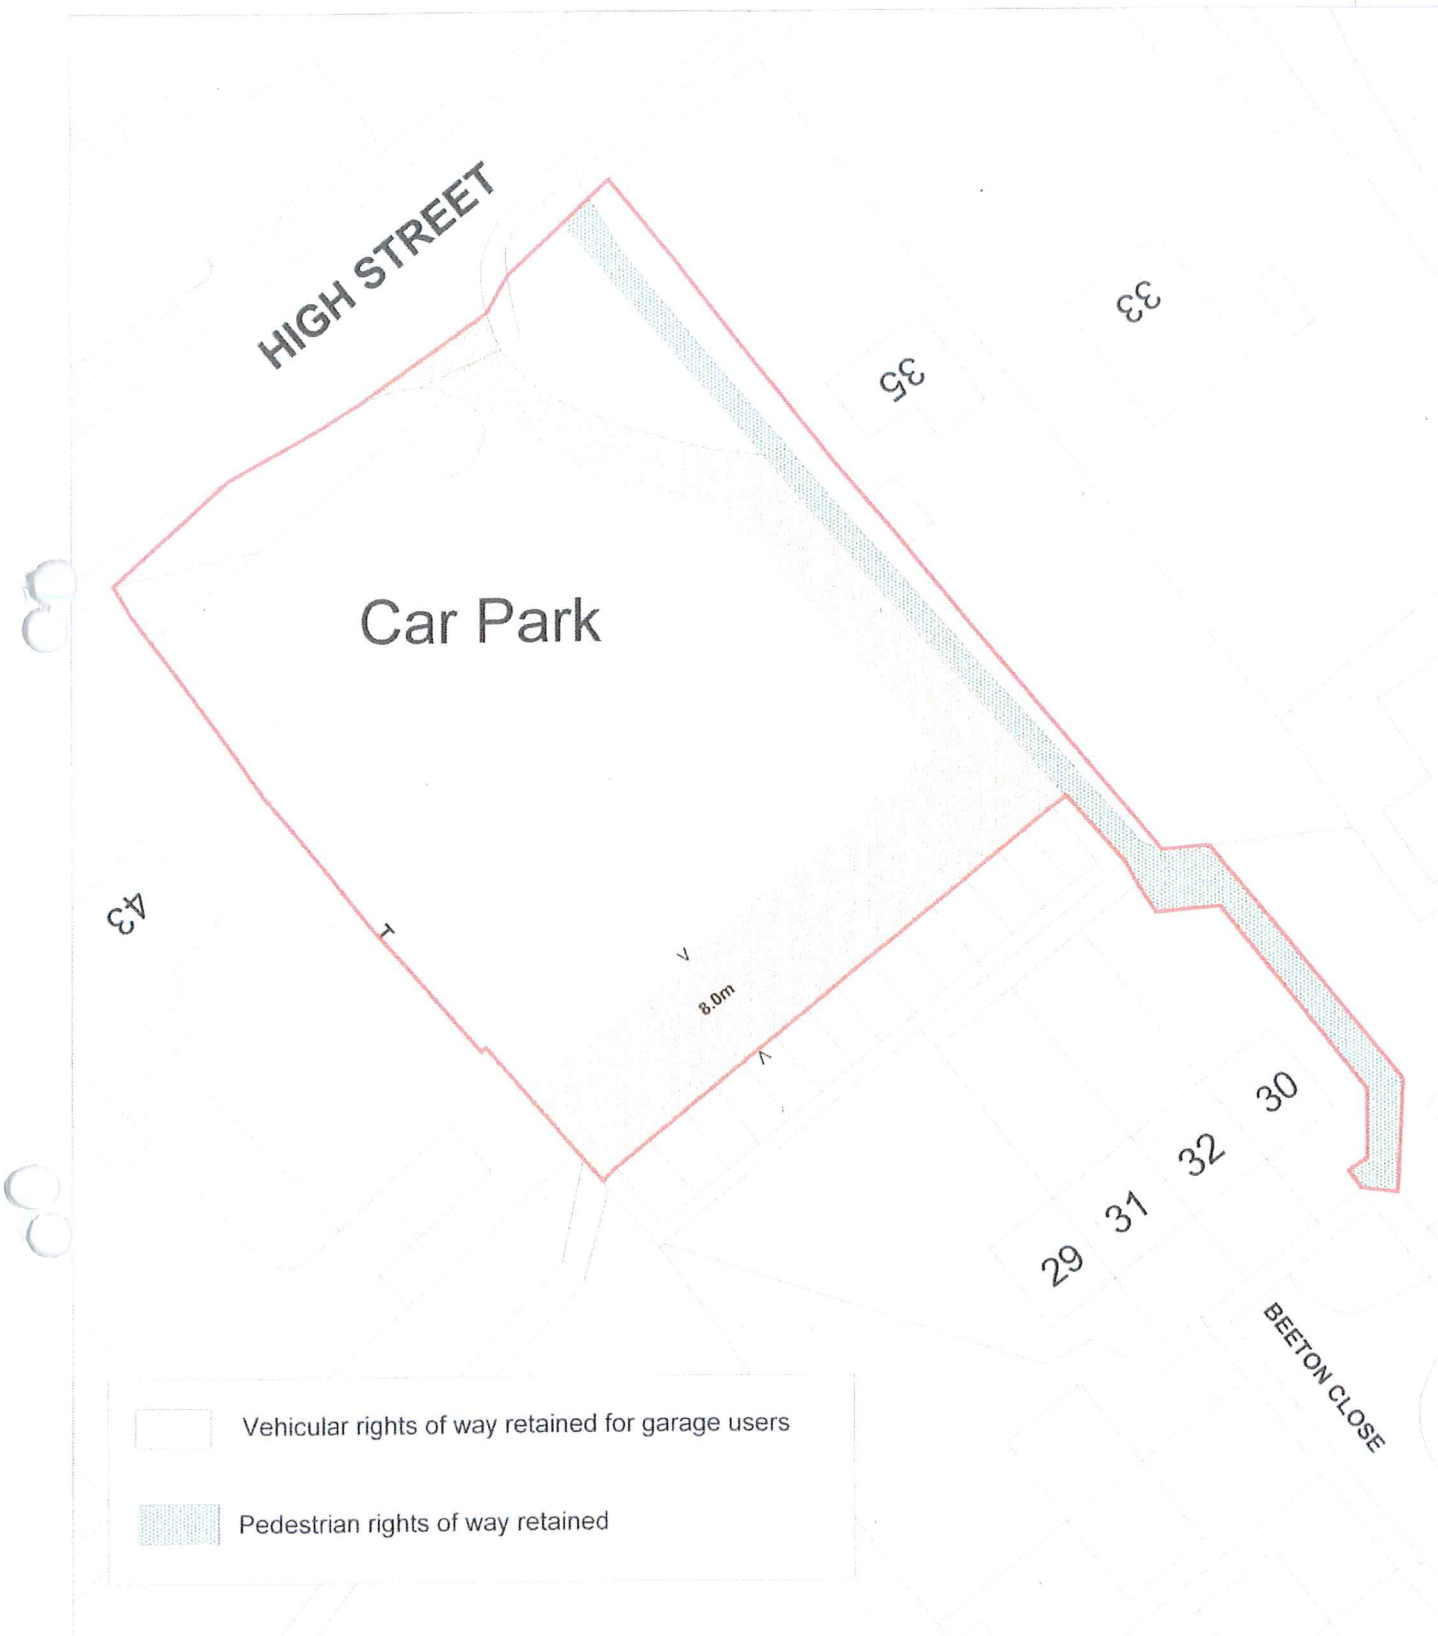 HIGH STREET
33
35
Car Park
43
T
V
8.0m
V
30
32
31
29
BEETON CLOSE
Vehicular rights of way retained for garage users
Pedestrian rights of way retained